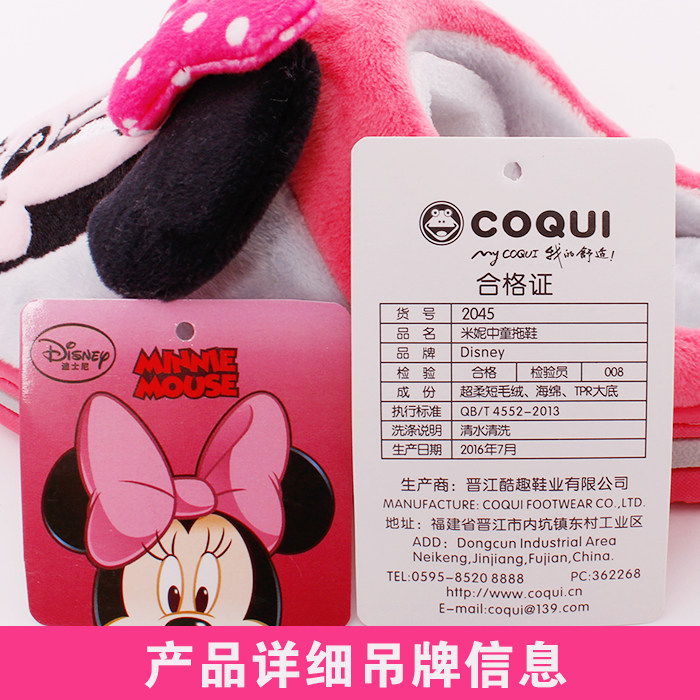 Disney
迪士尼
MINNIE
MOUSE
COQUI
my COQUI 我的舒适!
合格证
货 号 2045
品 名 米妮中童拖鞋
品 牌 Disney
检 验 合格 检验员 008
成 份 超柔短毛绒、海绵、TPR大底
执行标准 QB/T 4552-2013
洗涤说明 清水清洗
生产日期 2016年7月
生产商：晋江酷趣鞋业有限公司
MANUFACTURE: COQUI FOOTWEAR CO.,LTD.
地址：福建省晋江市内坑镇东村工业区
ADD: Dongcun Industrial Area
Neikeng,Jinjiang,Fujian,China.
TEL:0595-8520 8888 PC:362268
http://www.coqui.cn
E-mail:coqui@139.com
产品详细吊牌信息